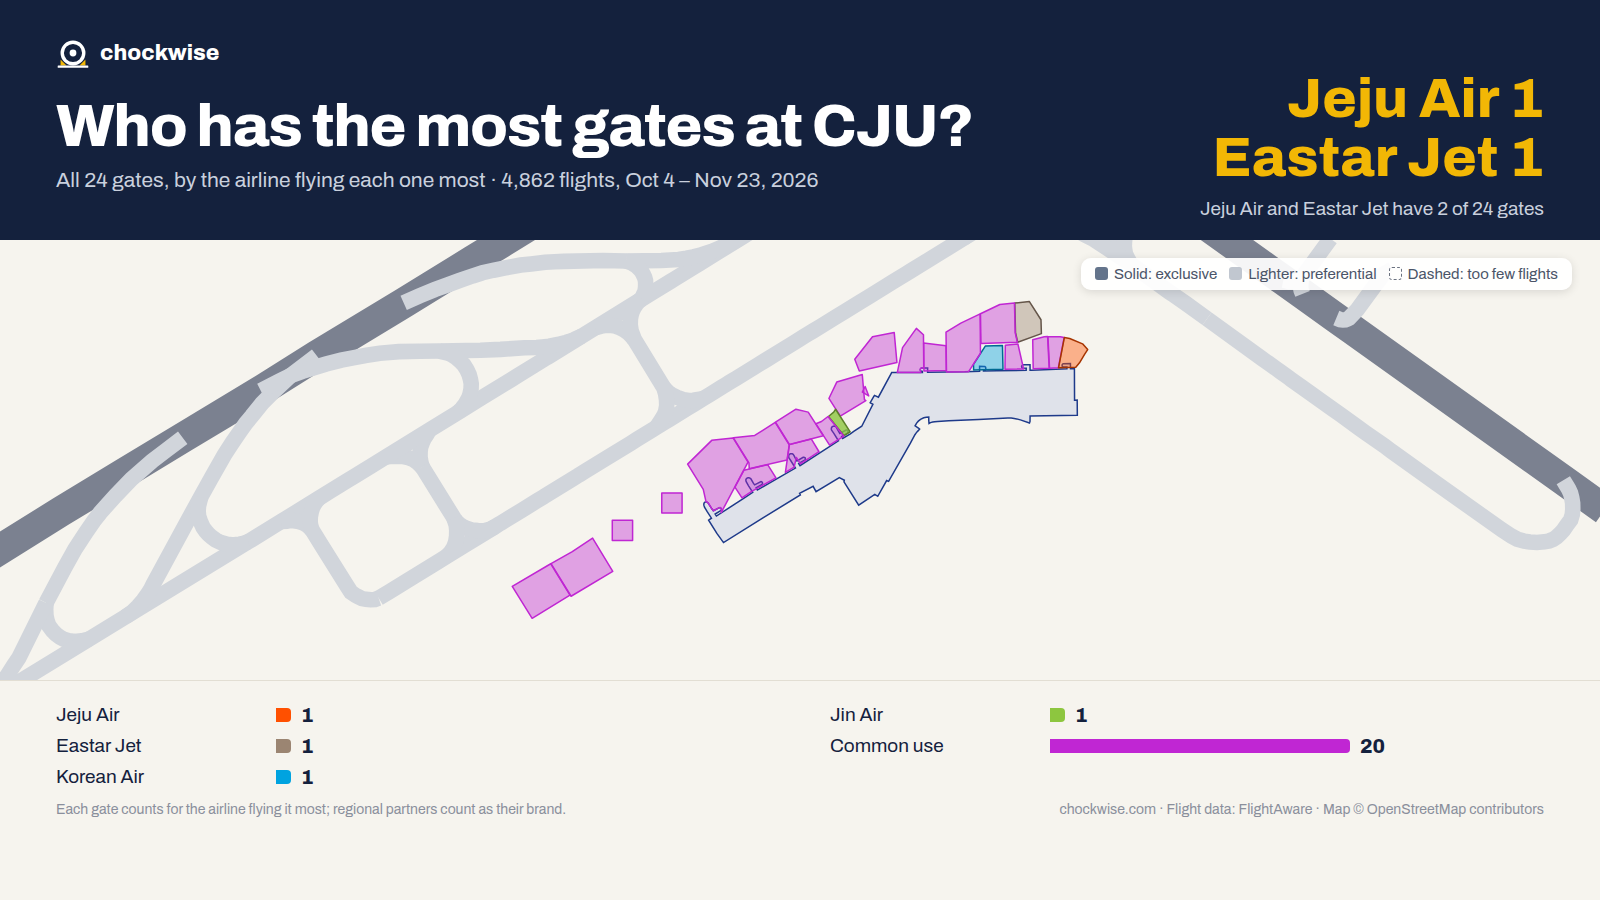 chockwise
Who has the most gates at CJU?
All 24 gates, by the airline flying each one most · 4,862 flights, Oct 4 – Nov 23, 2026
Jeju Air 1
Eastar Jet 1
Jeju Air and Eastar Jet have 2 of 24 gates
Solid: exclusive Lighter: preferential Dashed: too few flights
Jeju Air 1
Eastar Jet 1
Korean Air 1
Jin Air 1
Common use 20
Each gate counts for the airline flying it most; regional partners count as their brand.
chockwise.com · Flight data: FlightAware · Map © OpenStreetMap contributors